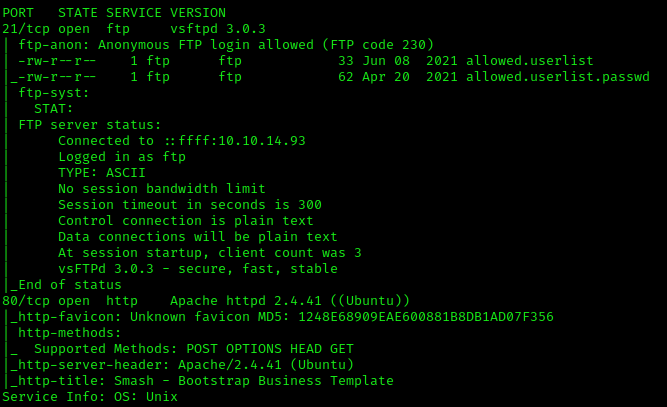 PORT   STATE SERVICE VERSION
21/tcp open  ftp     vsftpd 3.0.3
| ftp-anon: Anonymous FTP login allowed (FTP code 230)
| -rw-r--r--    1 ftp      ftp            33 Jun 08  2021 allowed.userlist
|_-rw-r--r--    1 ftp      ftp            62 Apr 20  2021 allowed.userlist.passwd
| ftp-syst:
|   STAT:
| FTP server status:
|      Connected to ::ffff:10.10.14.93
|      Logged in as ftp
|      TYPE: ASCII
|      No session bandwidth limit
|      Session timeout in seconds is 300
|      Control connection is plain text
|      Data connections will be plain text
|      At session startup, client count was 3
|      vsFTPd 3.0.3 - secure, fast, stable
|_End of status
80/tcp open  http    Apache httpd 2.4.41 ((Ubuntu))
|_http-favicon: Unknown favicon MD5: 1248E68909EAE600881B8DB1AD07F356
| http-methods:
|_  Supported Methods: POST OPTIONS HEAD GET
|_http-server-header: Apache/2.4.41 (Ubuntu)
|_http-title: Smash - Bootstrap Business Template
Service Info: OS: Unix